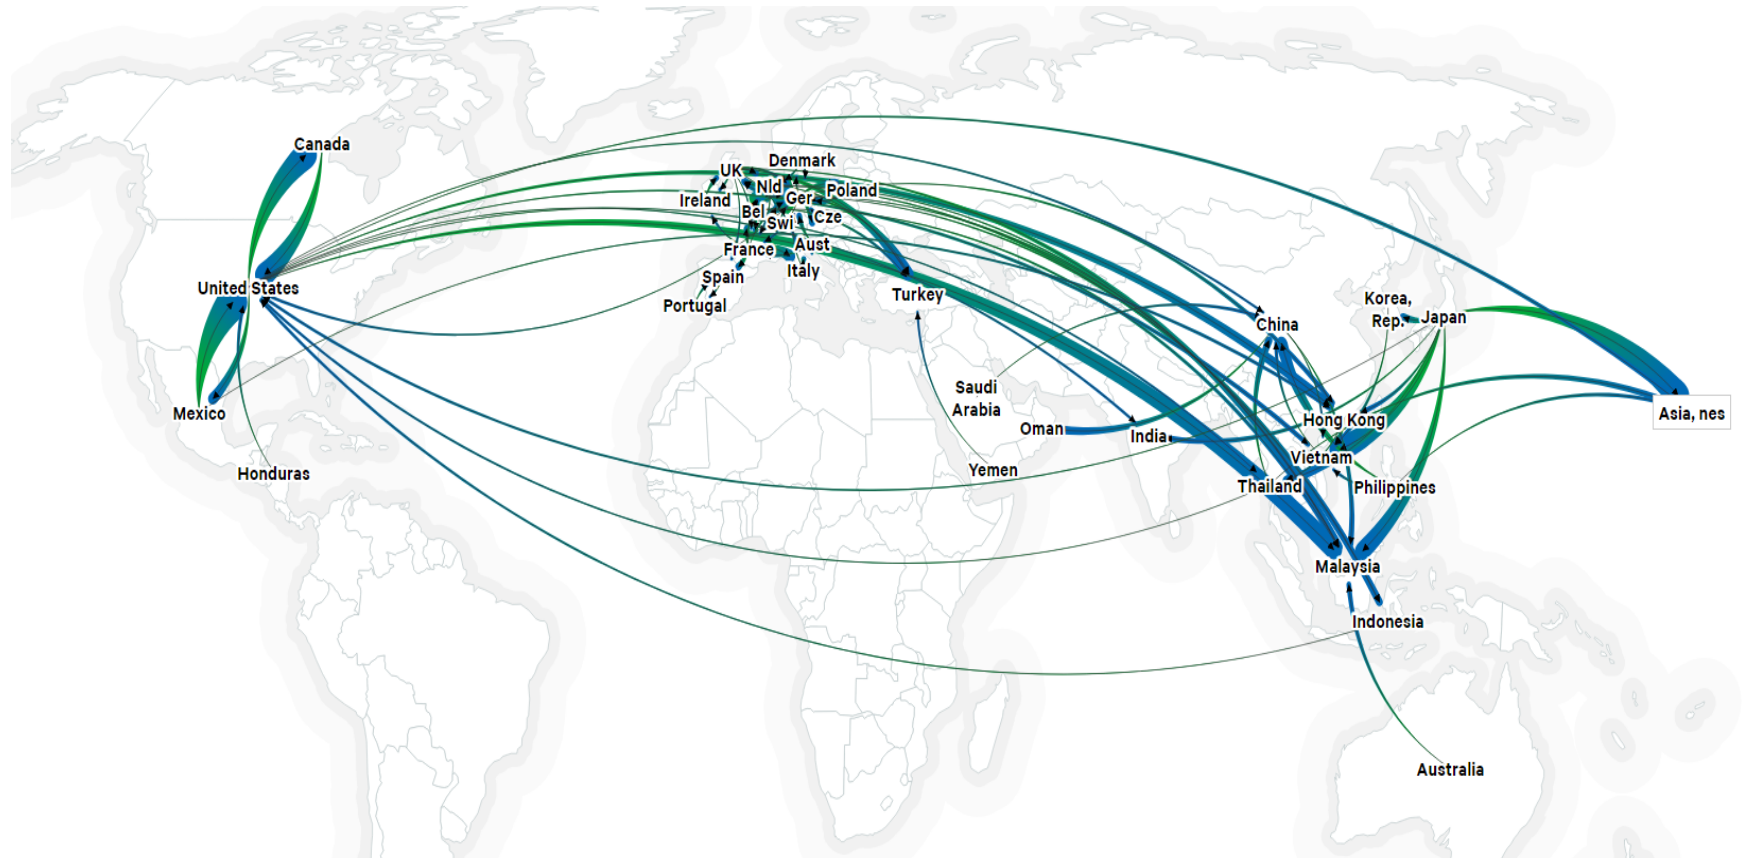 Canada
Denmark
UK
Nld
Poland
Ireland
Ger
Bel
Cze
Swi
France
Aust
Italy
Spain
United States
Turkey
Portugal
Korea,
Rep.
Japan
China
Saudi
Arabia
Mexico
Asia, nes
Hong Kong
Oman
India
Vietnam
Honduras
Yemen
Thailand
Philippines
Malaysia
Indonesia
Australia